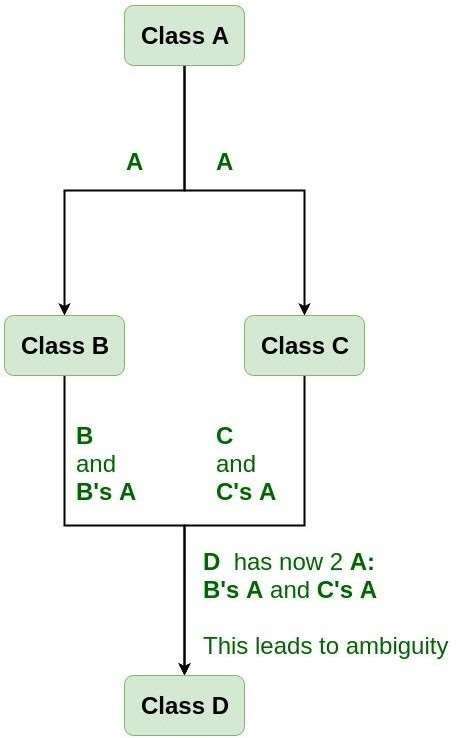 Class A
A
A
Class B
Class C
B
and
B's A
C
and
C's A
D has now 2 A:
B's A and C's A
This leads to ambiguity
Class D